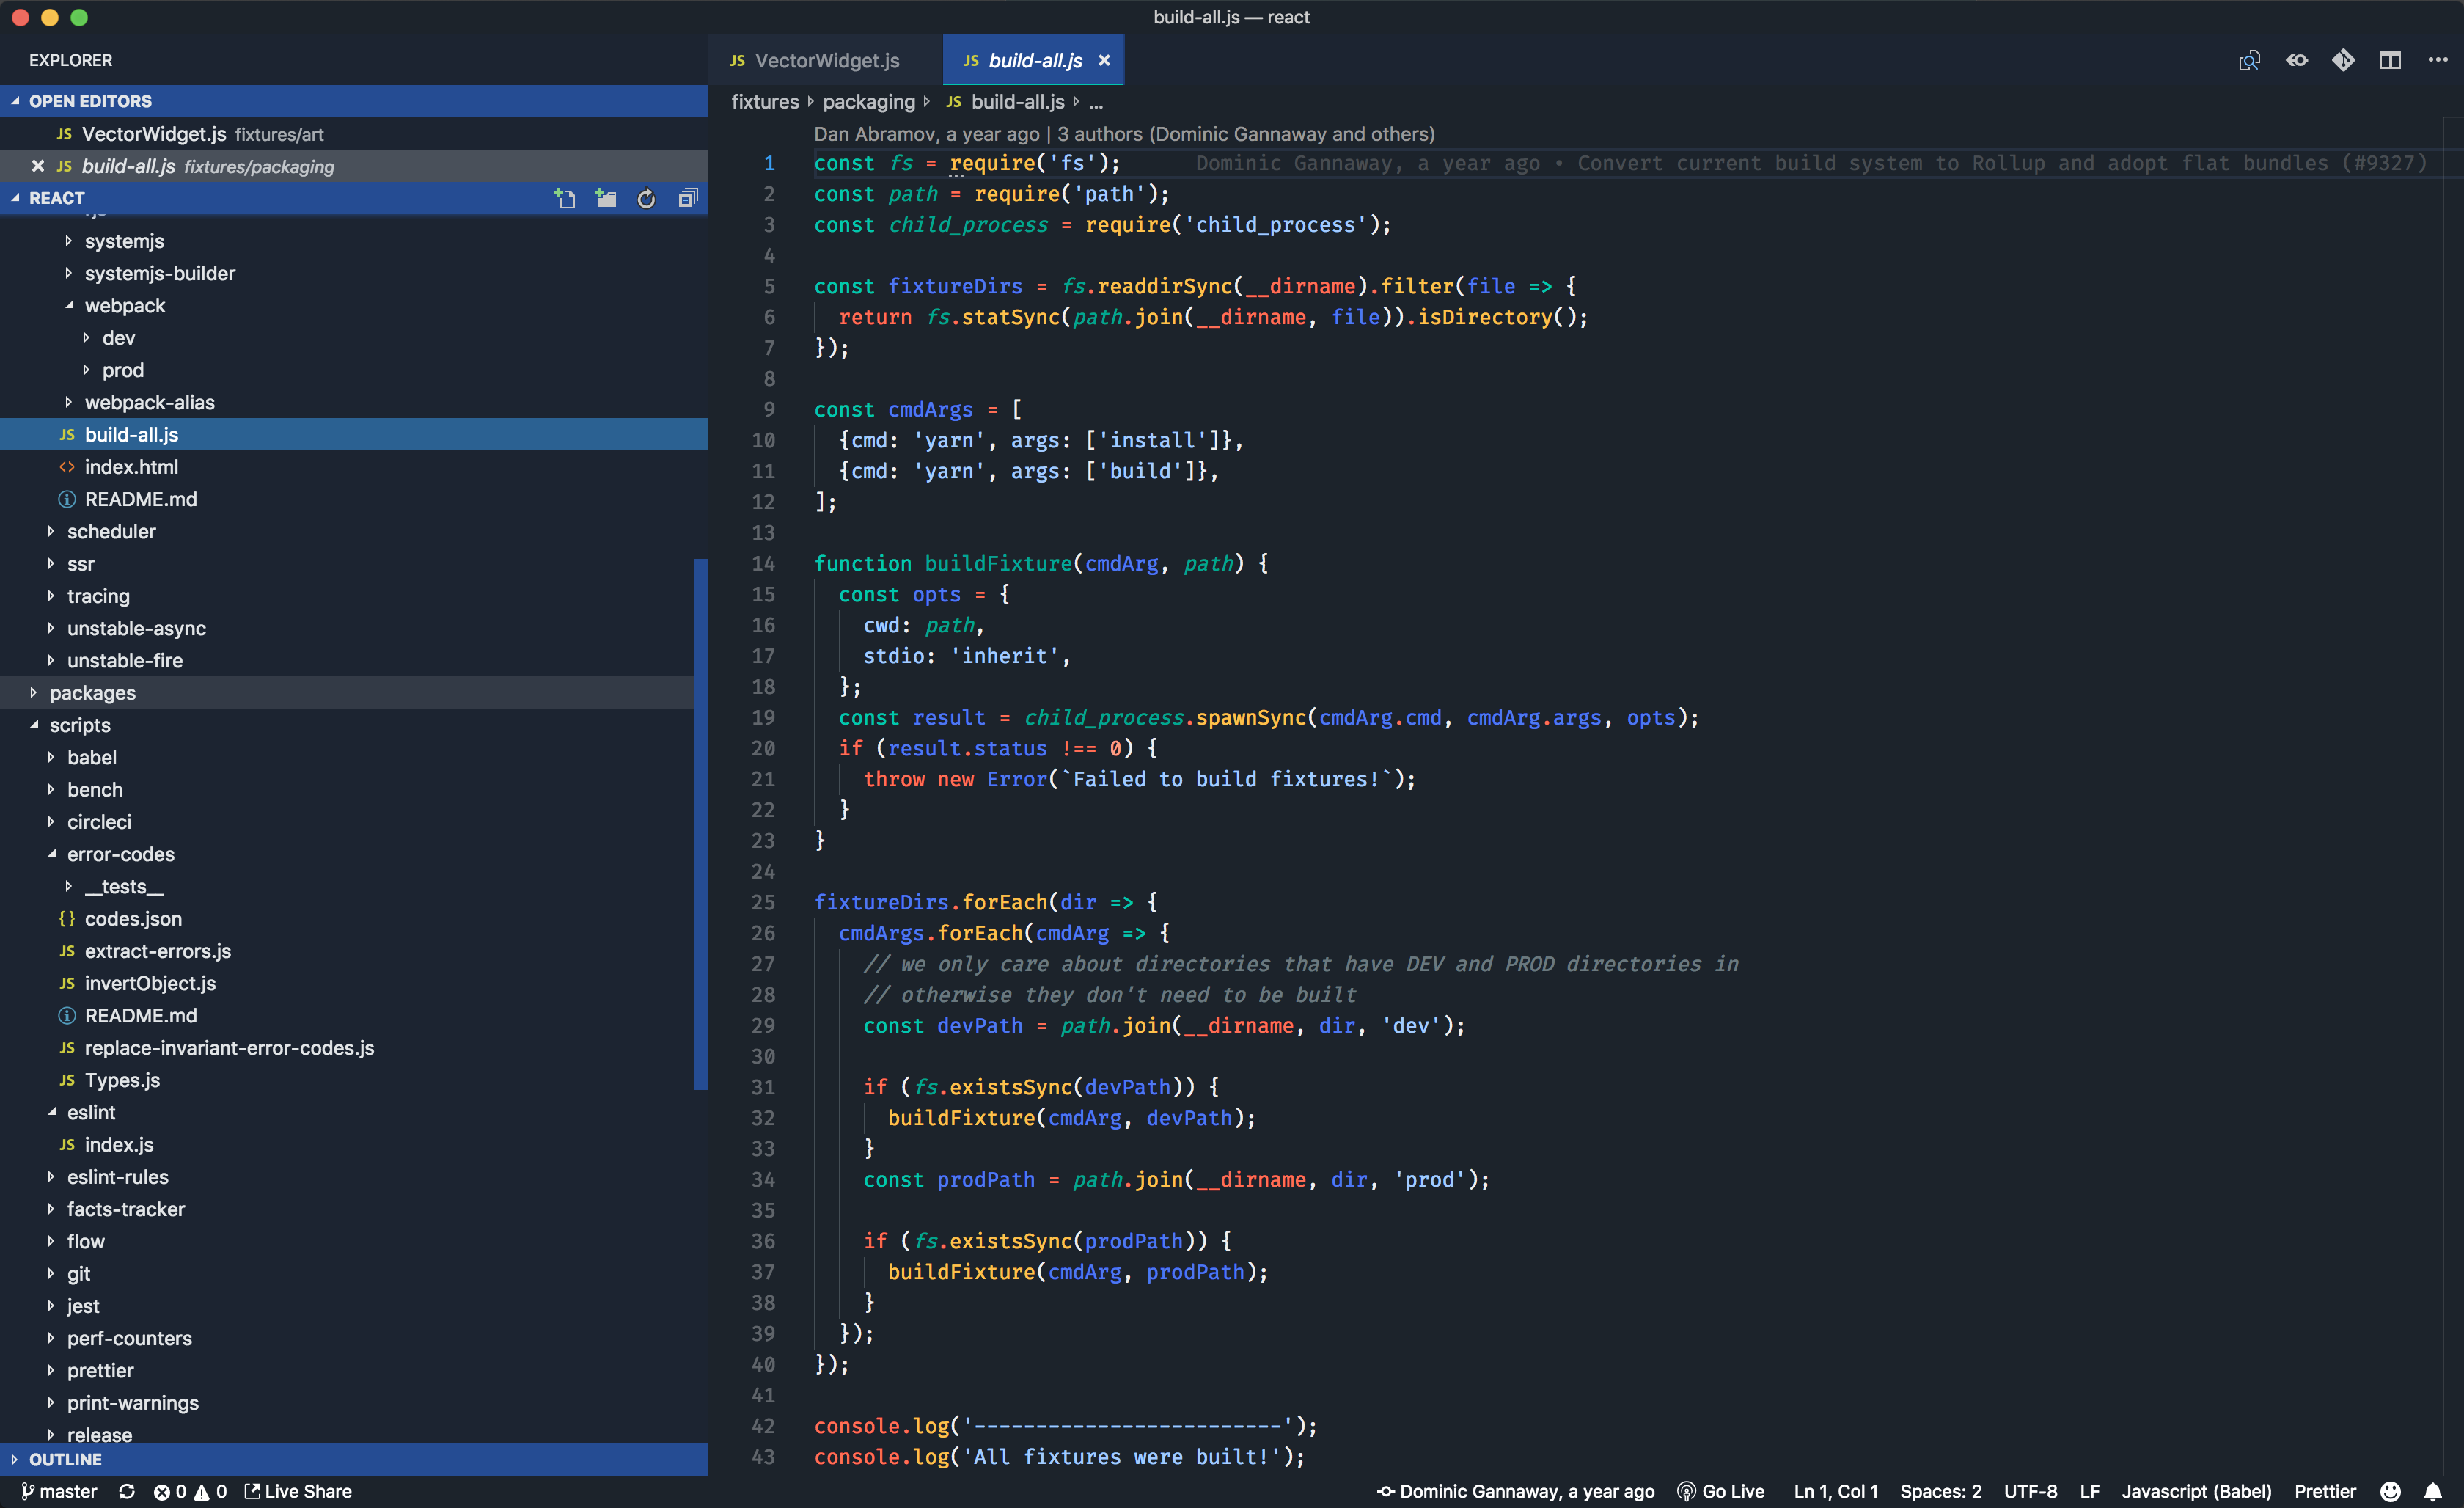 build-all.js — react
EXPLORER
OPEN EDITORS
JS VectorWidget.js fixtures/art
JS build-all.js fixtures/packaging
REACT
systemjs
systemjs-builder
webpack
dev
prod
webpack-alias
JS build-all.js
<> index.html
README.md
scheduler
ssr
tracing
unstable-async
unstable-fire
packages
scripts
babel
bench
circleci
error-codes
__tests__
{} codes.json
JS extract-errors.js
JS invertObject.js
README.md
JS replace-invariant-error-codes.js
JS Types.js
eslint
JS index.js
eslint-rules
facts-tracker
flow
git
jest
perf-counters
prettier
print-warnings
release
OUTLINE
JS VectorWidget.js
JS build-all.js
fixtures packaging JS build-all.js ...
Dan Abramov, a year ago | 3 authors (Dominic Gannaway and others)
1 const fs = require('fs'); Dominic Gannaway, a year ago • Convert current build system to Rollup and adopt flat bundles (#9327)
2 const path = require('path');
3 const child_process = require('child_process');
4
5 const fixtureDirs = fs.readdirSync(__dirname).filter(file => {
6 return fs.statSync(path.join(__dirname, file)).isDirectory();
7 });
8
9 const cmdArgs = [
10 {cmd: 'yarn', args: ['install']},
11 {cmd: 'yarn', args: ['build']},
12 ];
13
14 function buildFixture(cmdArg, path) {
15 const opts = {
16 cwd: path,
17 stdio: 'inherit',
18 };
19 const result = child_process.spawnSync(cmdArg.cmd, cmdArg.args, opts);
20 if (result.status !== 0) {
21 throw new Error(`Failed to build fixtures!`);
22 }
23 }
24
25 fixtureDirs.forEach(dir => {
26 cmdArgs.forEach(cmdArg => {
27 // we only care about directories that have DEV and PROD directories in
28 // otherwise they don't need to be built
29 const devPath = path.join(__dirname, dir, 'dev');
30
31 if (fs.existsSync(devPath)) {
32 buildFixture(cmdArg, devPath);
33 }
34 const prodPath = path.join(__dirname, dir, 'prod');
35
36 if (fs.existsSync(prodPath)) {
37 buildFixture(cmdArg, prodPath);
38 }
39 });
40 });
41
42 console.log('-------------------------');
43 console.log('All fixtures were built!');
master 0 0 Live Share Dominic Gannaway, a year ago Go Live Ln 1, Col 1 Spaces: 2 UTF-8 LF Javascript (Babel) Prettier